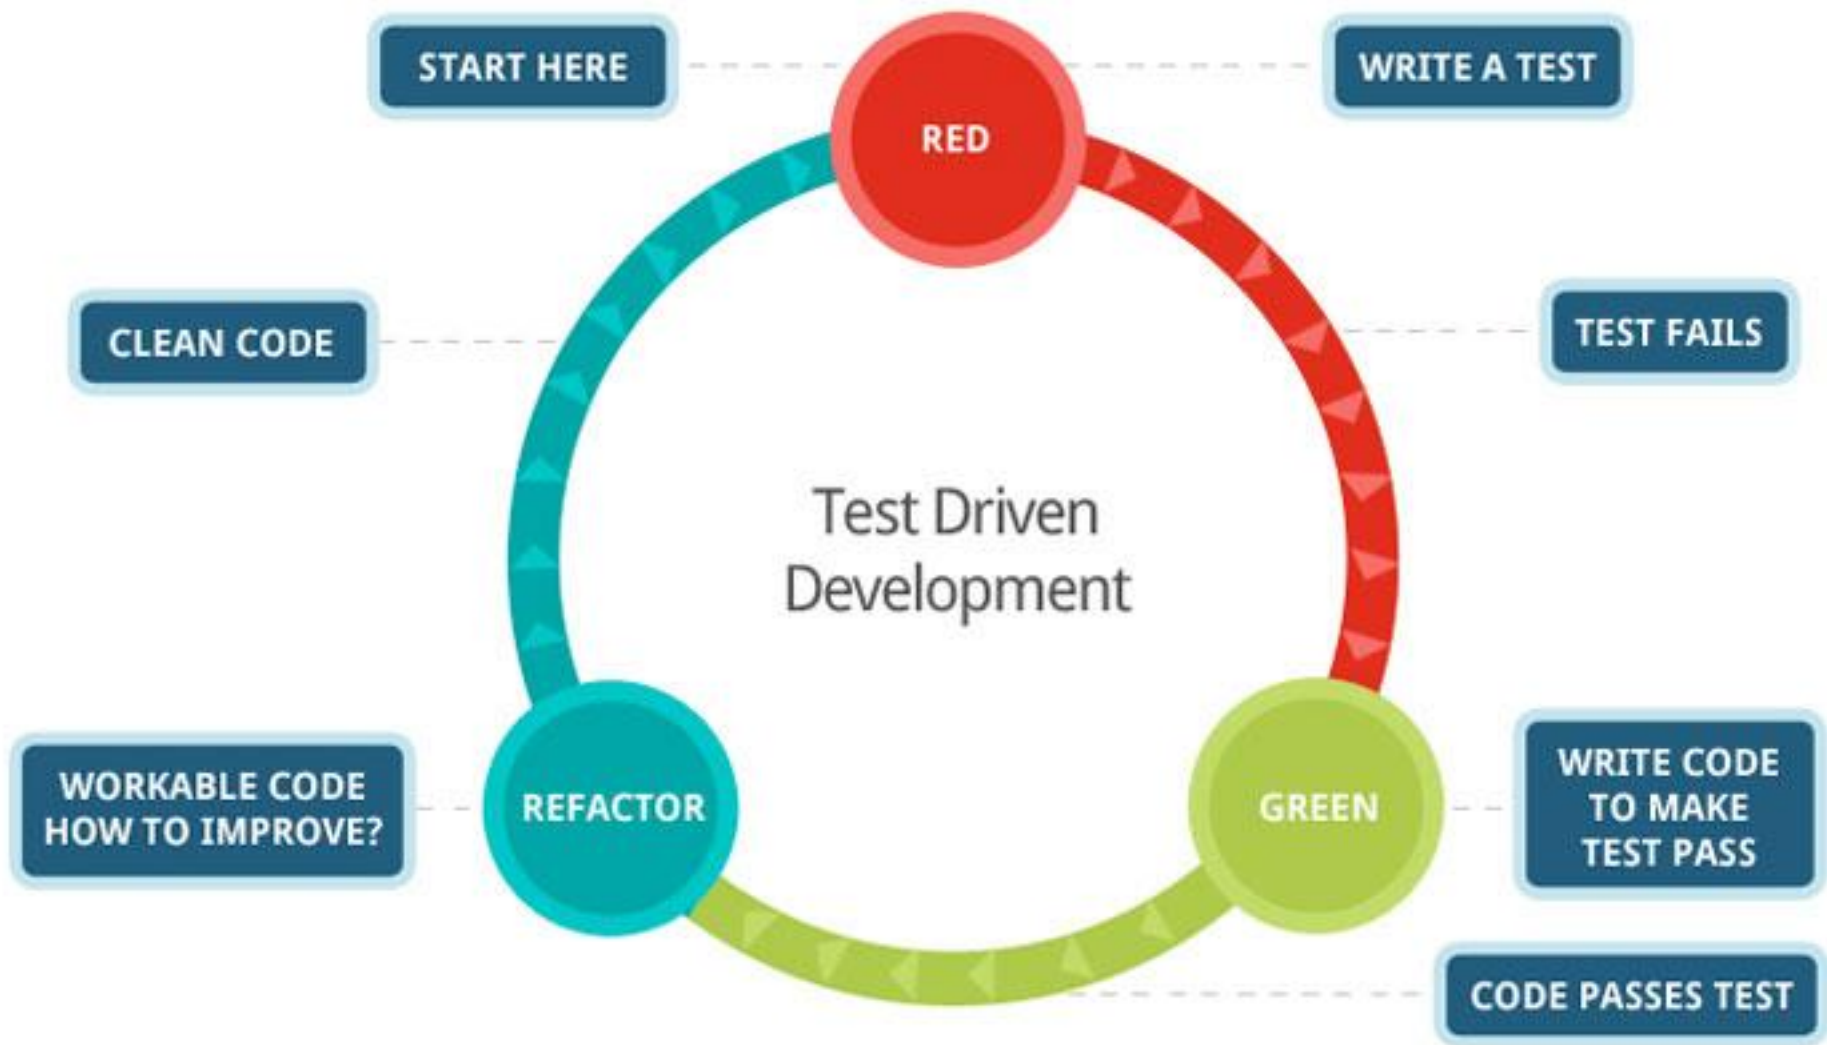 START HERE
WRITE A TEST
RED
CLEAN CODE
TEST FAILS
Test Driven
Development
WORKABLE CODE
HOW TO IMPROVE?
REFACTOR
GREEN
WRITE CODE
TO MAKE
TEST PASS
CODE PASSES TEST